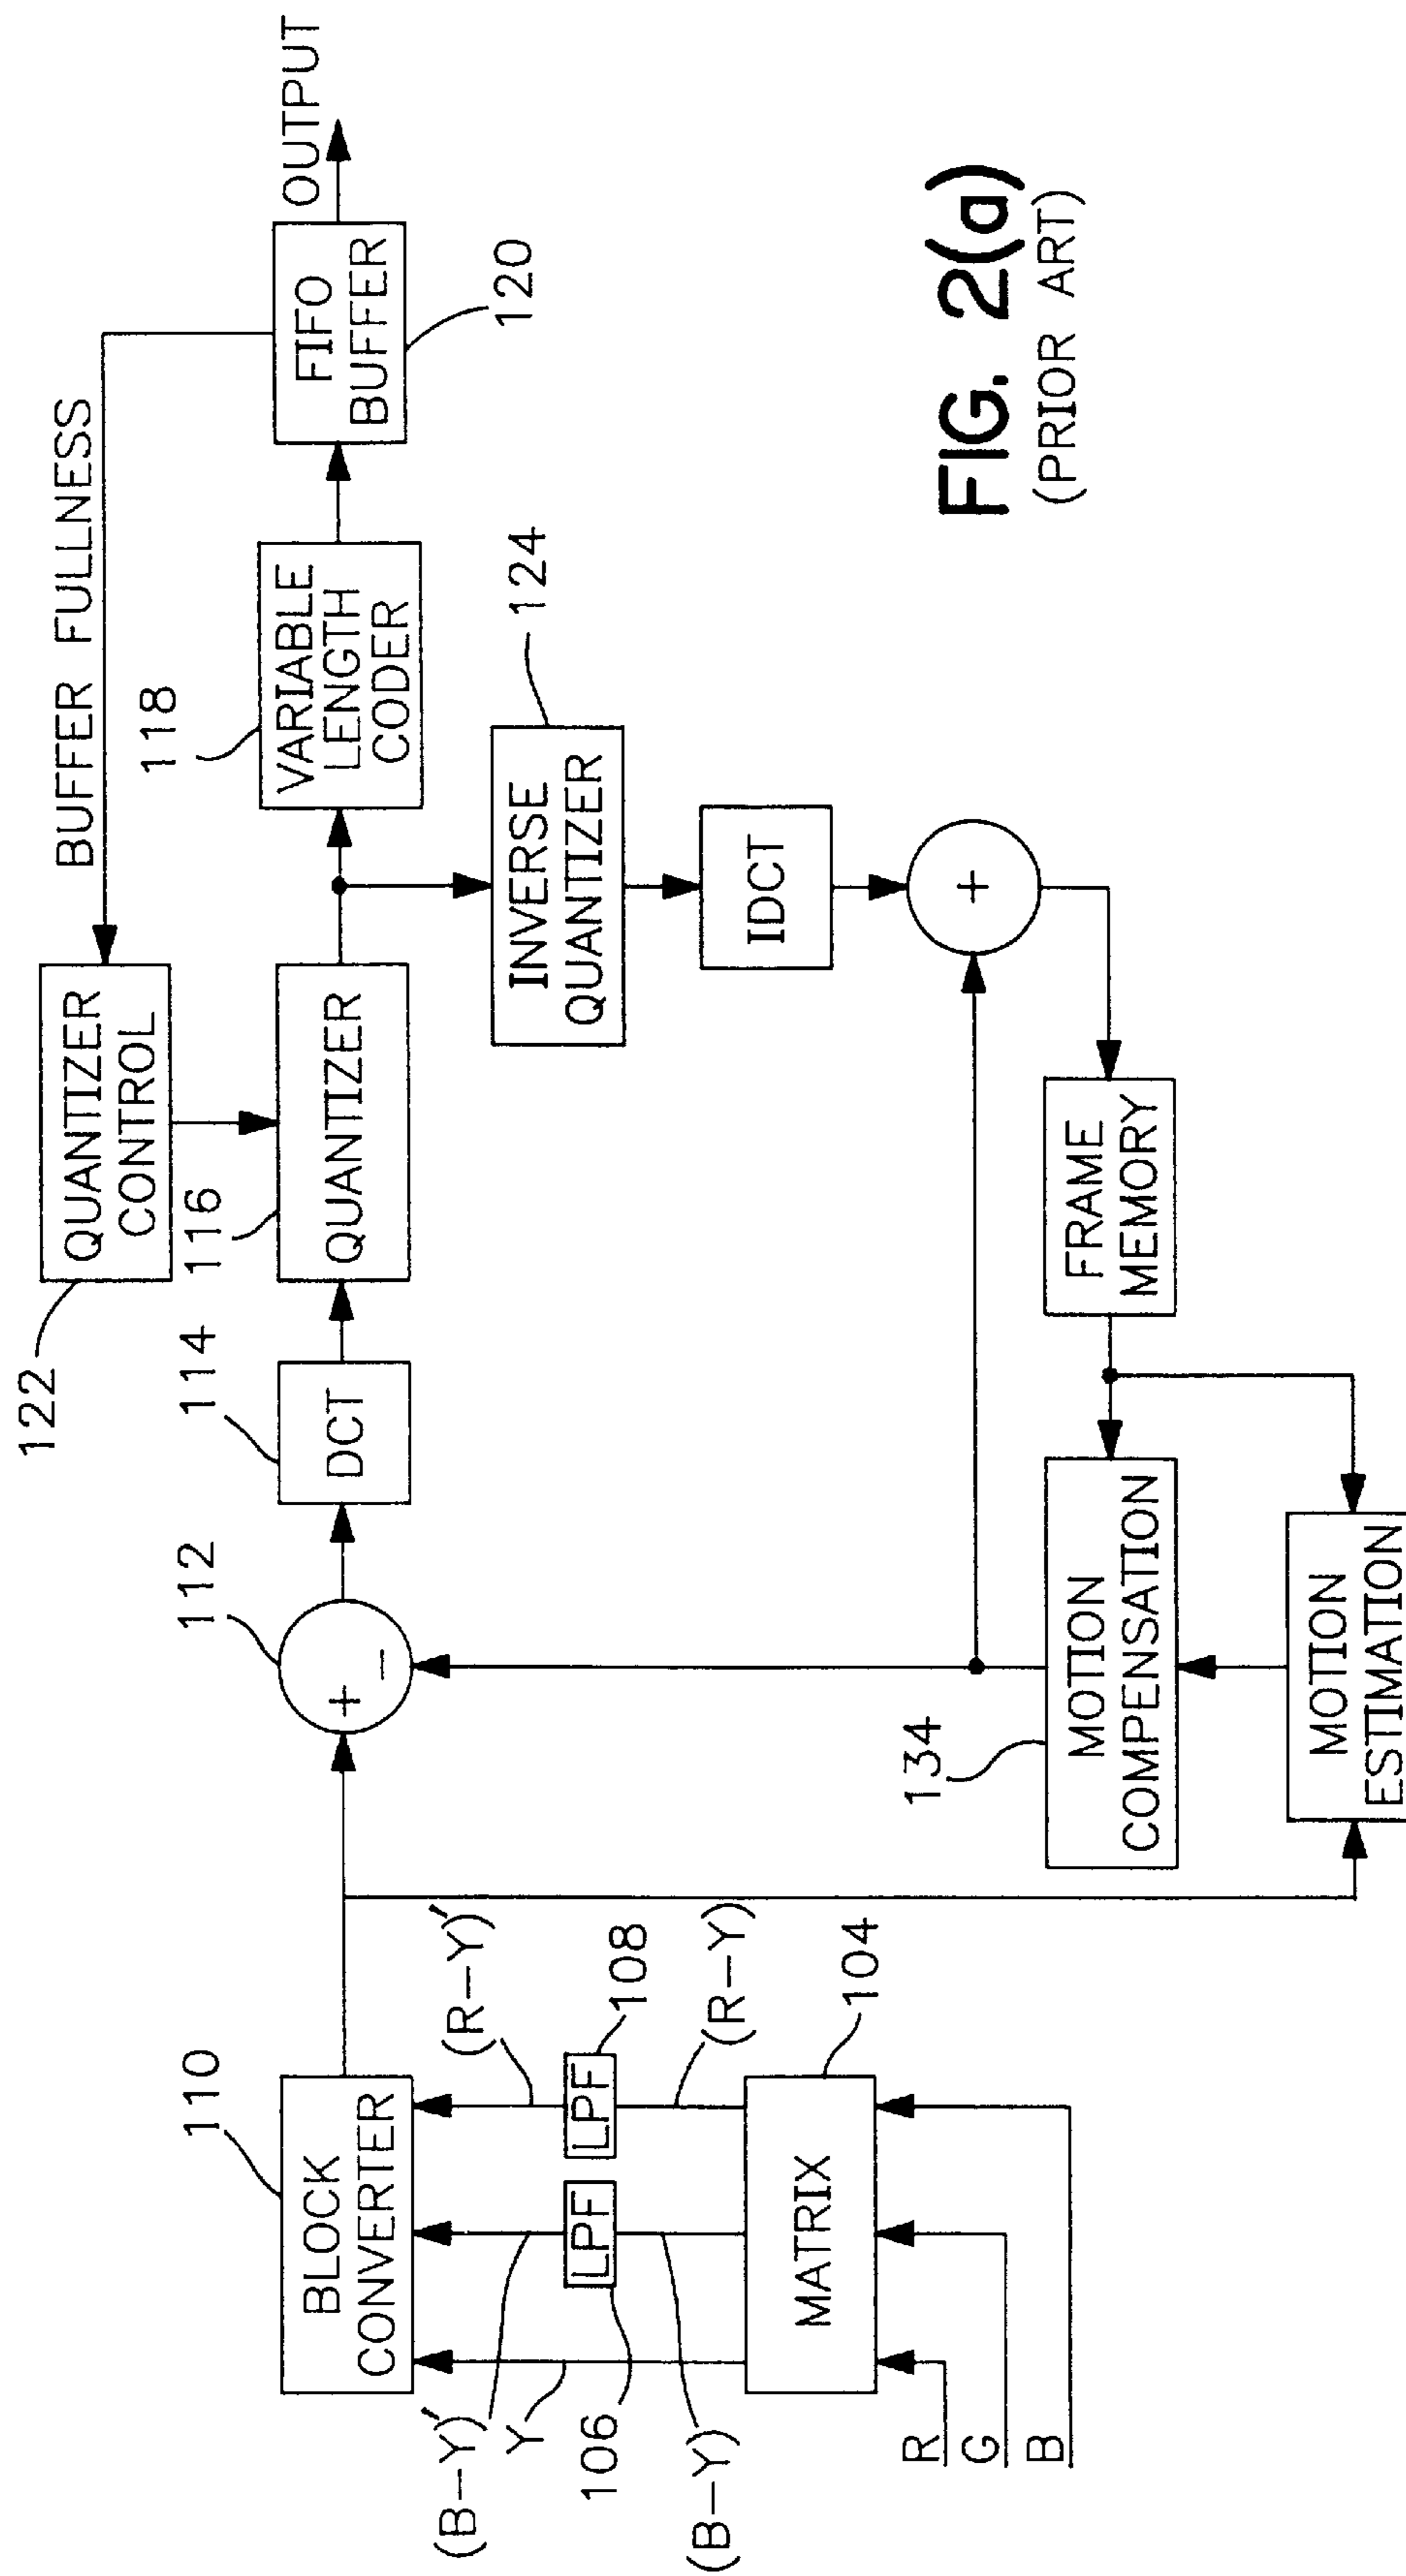 BUFFER FULLNESS
122
QUANTIZER
CONTROL
110
112
114
116
118
OUTPUT
BLOCK
CONVERTER
+
−
DCT
QUANTIZER
VARIABLE
LENGTH
CODER
FIFO
BUFFER
120
(B−Y)'
Y
(R−Y)'
106
LPF
LPF
108
124
INVERSE
QUANTIZER
(B−Y)
(R−Y)
IDCT
MATRIX
104
134
+
R
G
B
MOTION
COMPENSATION
FRAME
MEMORY
MOTION
ESTIMATION
FIG. 2(a)
(PRIOR ART)